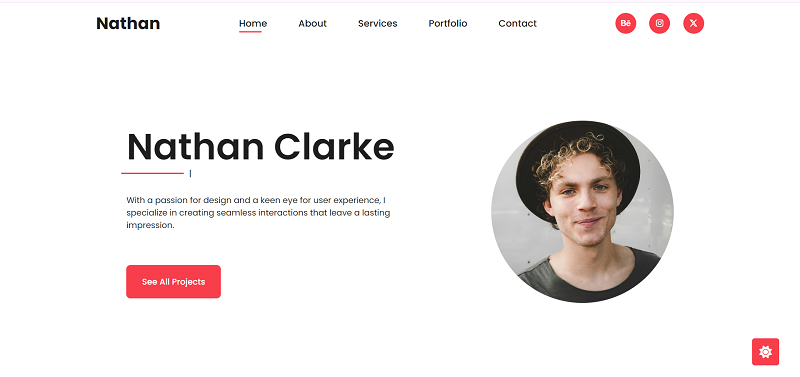 Nathan
Home About Services Portfolio Contact
Bē
Nathan Clarke
With a passion for design and a keen eye for user experience, I
specialize in creating seamless interactions that leave a lasting
impression.
See All Projects